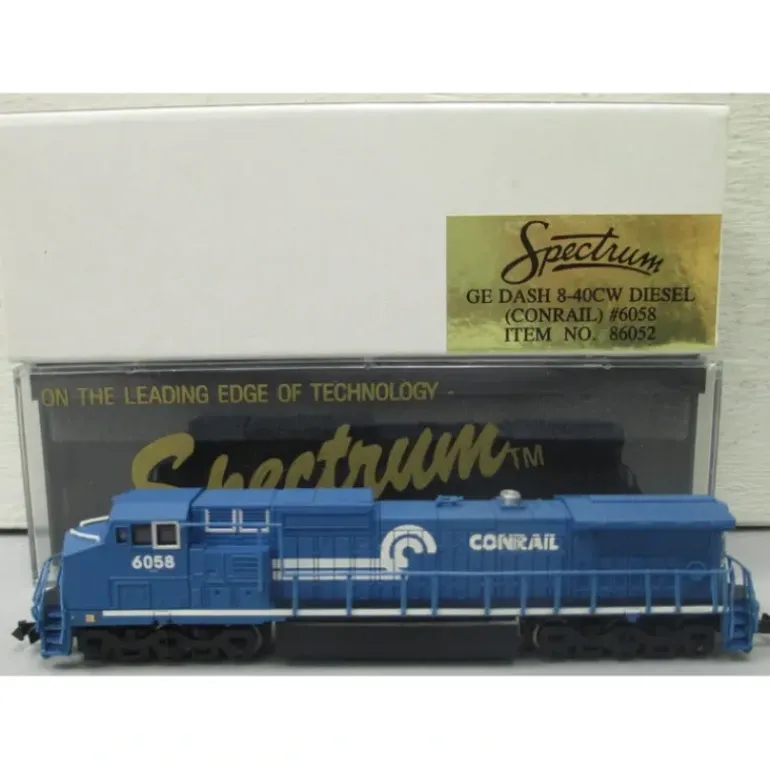 Spectrum
GE DASH 8-40CW DIESEL
(CONRAIL) #6058
ITEM NO. 86052
ON THE LEADING EDGE OF TECHNOLOGY -
Spectrum™
6058
CONRAIL